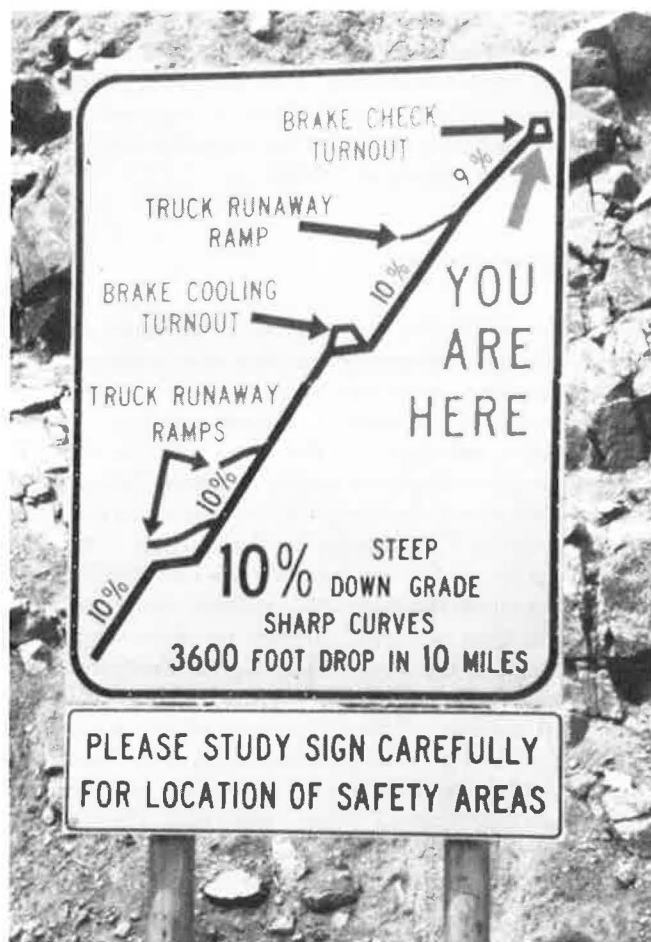 BRAKE CHECK
TURNOUT
9%
TRUCK RUNAWAY
RAMP
10%
YOU
ARE
HERE
BRAKE COOLING
TURNOUT
TRUCK RUNAWAY
RAMPS
10%
10%
10% STEEP
DOWN GRADE
SHARP CURVES
3600 FOOT DROP IN 10 MILES
PLEASE STUDY SIGN CAREFULLY
FOR LOCATION OF SAFETY AREAS